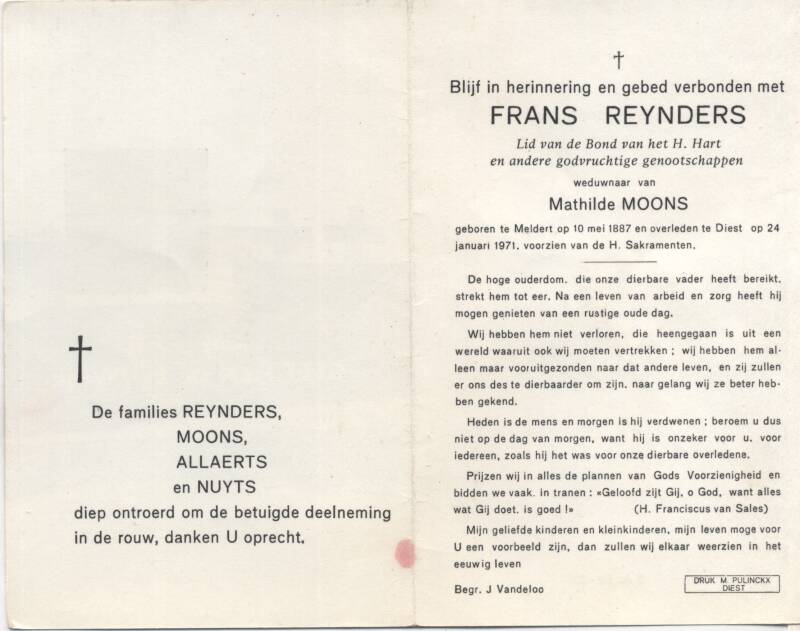 De families REYNDERS,
MOONS,
ALLAERTS
en NUYTS
diep ontroerd om de betuigde deelneming
in de rouw, danken U oprecht.
Blijf in herinnering en gebed verbonden met
FRANS REYNDERS
Lid van de Bond van het H. Hart
en andere godvruchtige genootschappen
weduwnaar van
Mathilde MOONS
geboren te Meldert op 10 mei 1887 en overleden te Diest op 24
januari 1971, voorzien van de H. Sakramenten.
De hoge ouderdom, die onze dierbare vader heeft bereikt,
strekt hem tot eer. Na een leven van arbeid en zorg heeft hij
mogen genieten van een rustige oude dag.
Wij hebben hem niet verloren, die heengegaan is uit een
wereld waaruit ook wij moeten vertrekken ; wij hebben hem al-
leen maar vooruitgezonden naar dat andere leven, en zij zullen
er ons des te dierbaarder om zijn, naar gelang wij ze beter heb-
ben gekend.
Heden is de mens en morgen is hij verdwenen ; beroem u dus
niet op de dag van morgen, want hij is onzeker voor u, voor
iedereen, zoals hij het was voor onze dierbare overledene.
Prijzen wij in alles de plannen van Gods Voorzienigheid en
bidden we vaak, in tranen : «Geloofd zijt Gij, o God, want alles
wat Gij doet, is goed !» (H. Franciscus van Sales)
Mijn geliefde kinderen en kleinkinderen, mijn leven moge voor
U een voorbeeld zijn, dan zullen wij elkaar weerzien in het
eeuwig leven
Begr. J Vandeloo
DRUK M. PULINCKX
DIEST